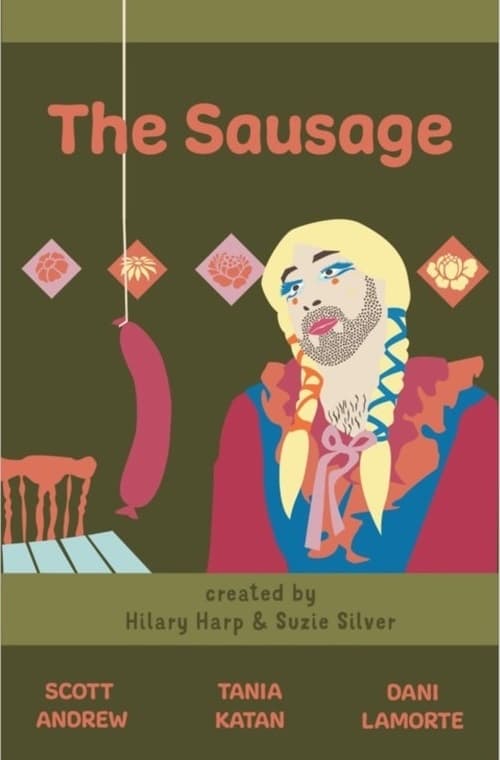 The Sausage
created by
Hilary Harp & Suzie Silver
SCOTT ANDREW
TANIA KATAN
DANI LAMORTE